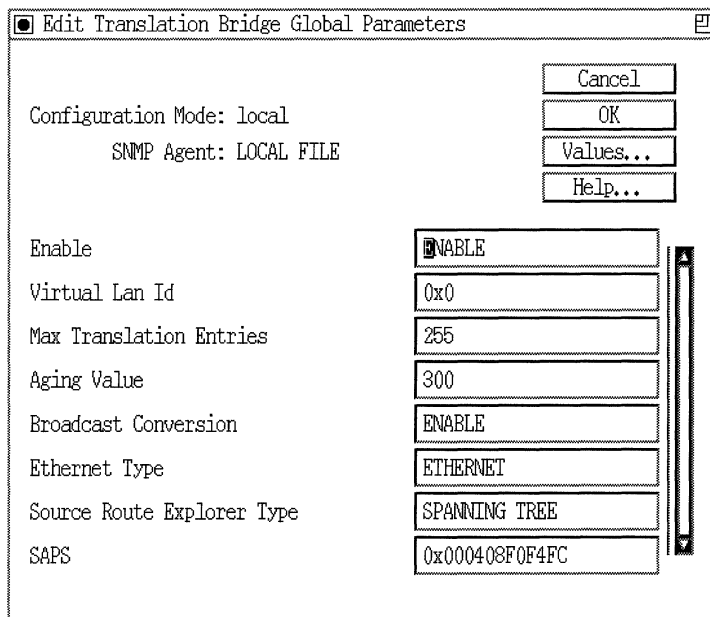 Edit Translation Bridge Global Parameters
Cancel
Configuration Mode: local
OK
SNMP Agent: LOCAL FILE
Values...
Help...
Enable ENABLE
Virtual Lan Id 0x0
Max Translation Entries 255
Aging Value 300
Broadcast Conversion ENABLE
Ethernet Type ETHERNET
Source Route Explorer Type SPANNING TREE
SAPS 0x000408F0F4FC